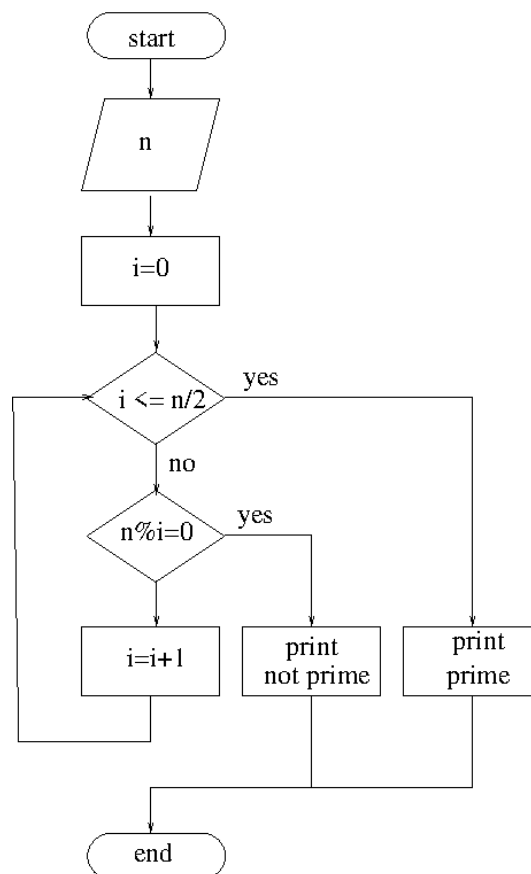 start
n
i=0
i <= n/2
yes
no
n%i=0
yes
i=i+1
print
not prime
print
prime
end